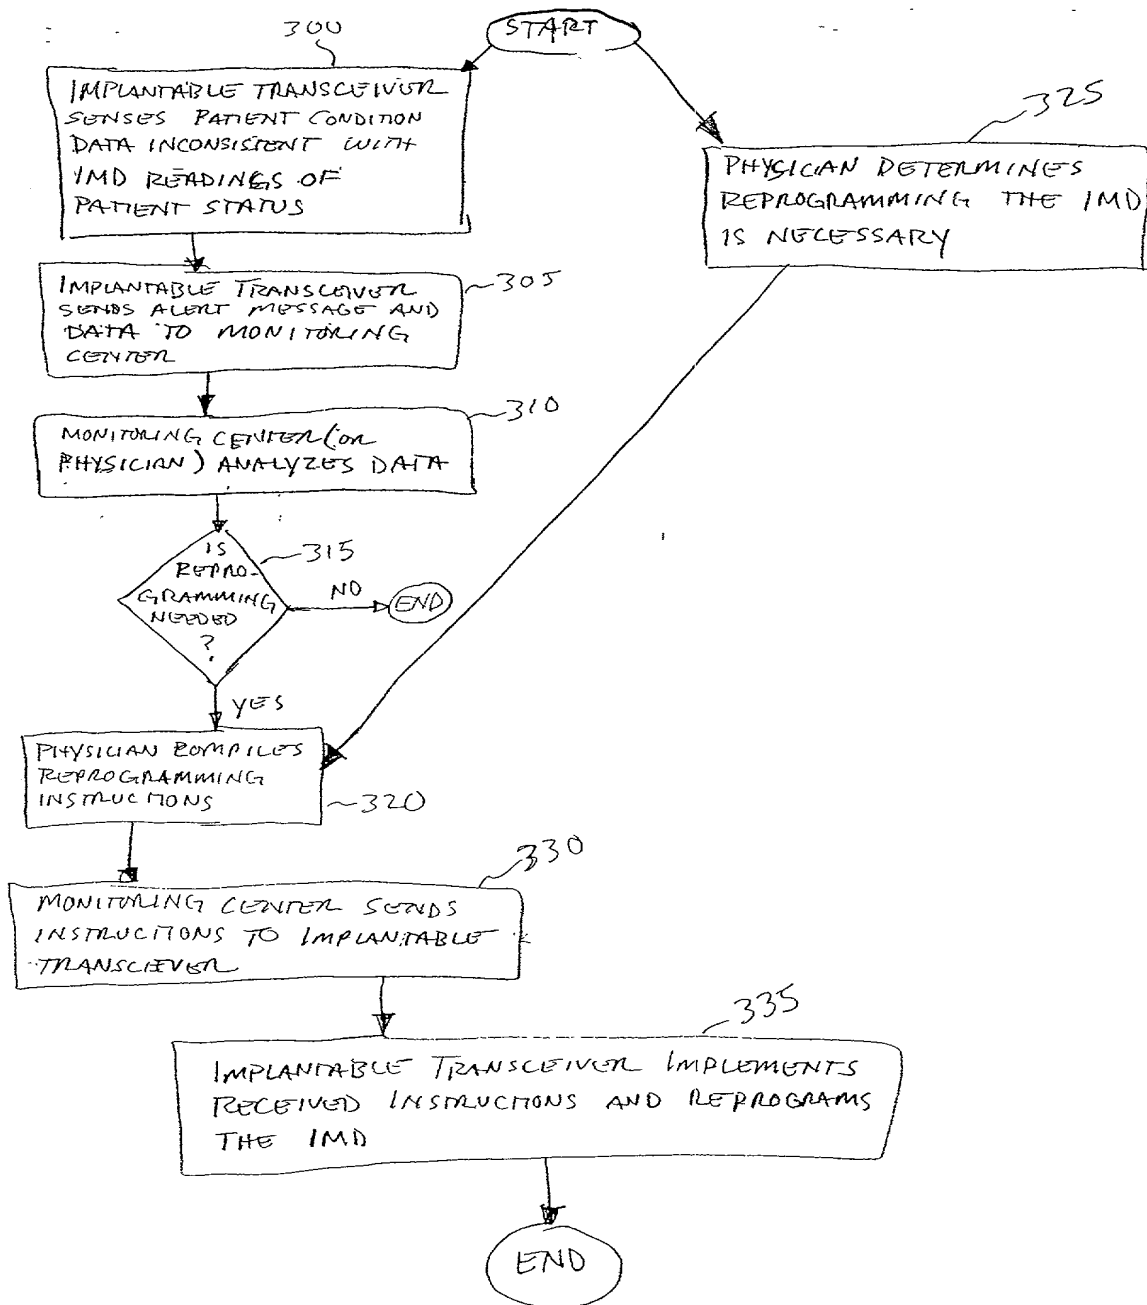 300
START
IMPLANTABLE TRANSCEIVER
SENSES PATIENT CONDITION
DATA INCONSISTENT WITH
IMD READINGS OF
PATIENT STATUS
325
PHYSICIAN DETERMINES
REPROGRAMMING THE IMD
IS NECESSARY
305
IMPLANTABLE TRANSCEIVER
SENDS ALERT MESSAGE AND
DATA TO MONITORING
CENTER
310
MONITORING CENTER (OR
PHYSICIAN) ANALYZES DATA
315
IS
REPRO-
GRAMMING
NEEDED
?
NO
END
YES
PHYSICIAN COMPILES
REPROGRAMMING
INSTRUCTIONS
320
330
MONITORING CENTER SENDS
INSTRUCTIONS TO IMPLANTABLE
TRANSCIEVER
335
IMPLANTABLE TRANSCEIVER IMPLEMENTS
RECEIVED INSTRUCTIONS AND REPROGRAMS
THE IMD
END